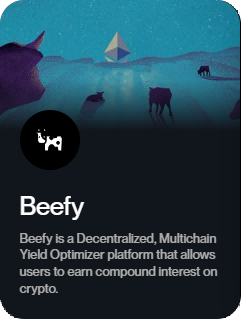 Beefy
Beefy is a Decentralized, Multichain
Yield Optimizer platform that allows
users to earn compound interest on
crypto.